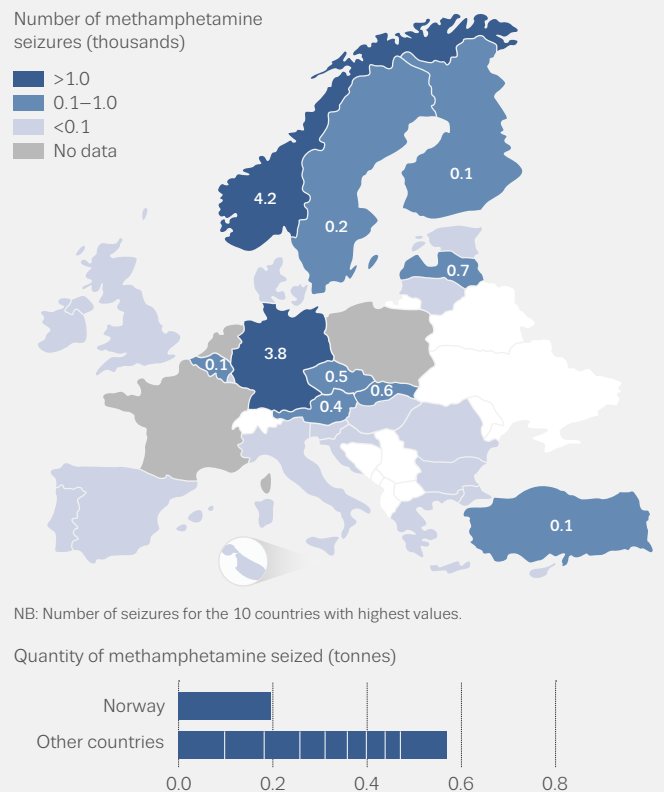 Number of methamphetamine
seizures (thousands)
>1.0
0.1–1.0
<0.1
No data
4.2
0.2
0.1
0.7
3.8
0.1
0.5
0.6
0.4
0.1
NB: Number of seizures for the 10 countries with highest values.
Quantity of methamphetamine seized (tonnes)
Norway
Other countries
0.0 0.2 0.4 0.6 0.8